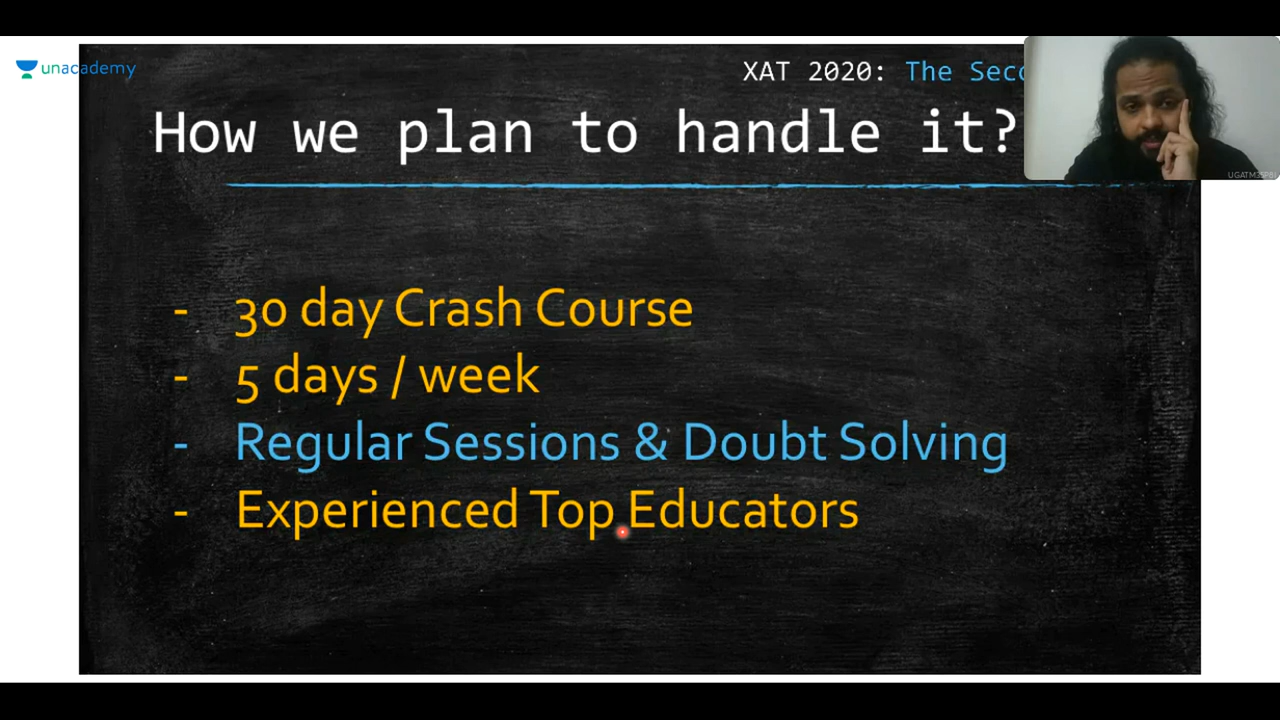 unacademy
XAT 2020: The Seco
How we plan to handle it?
- 30 day Crash Course
- 5 days / week
- Regular Sessions & Doubt Solving
- Experienced Top Educators